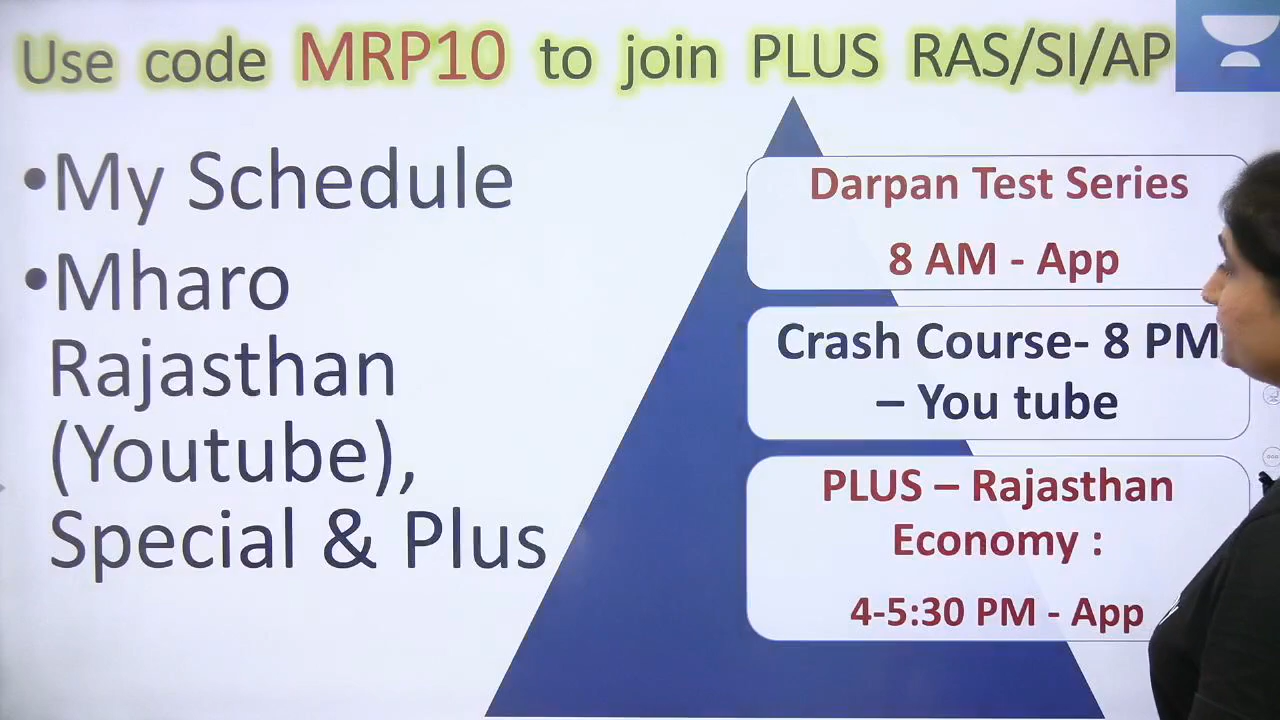 Use code MRP10 to join PLUS RAS/SI/AP
•My Schedule
•Mharo
Rajasthan
(Youtube),
Special & Plus
Darpan Test Series
8 AM - App
Crash Course- 8 PM
– You tube
PLUS – Rajasthan
Economy :
4-5:30 PM - App